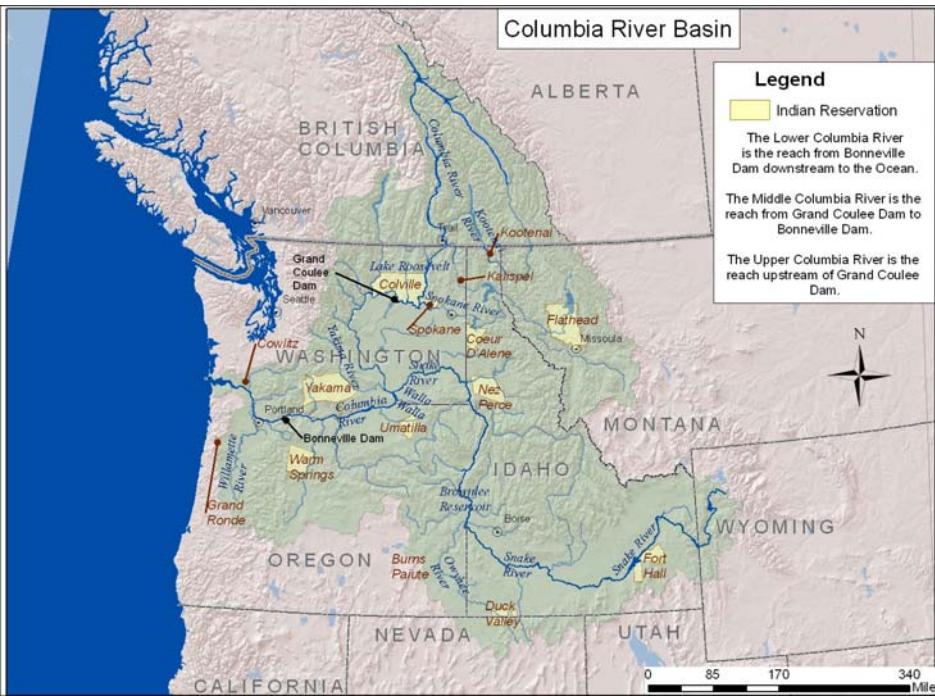 Columbia River Basin
Legend
Indian Reservation
The Lower Columbia River
is the reach from Bonneville
Dam downstream to the Ocean.
The Middle Columbia River is the
reach from Grand Coulee Dam to
Bonneville Dam.
The Upper Columbia River is the
reach upstream of Grand Coulee
Dam.
ALBERTA
BRITISH
COLUMBIA
Columbia River
Kootenai
River
Vancouver
Trail
Kootenai
Grand
Coulee
Dam
Lake Roosevelt
Colville
Kalispel
Seattle
Spokane River
Spokane
Flathead
Coeur
D'Alene
Missoula
Cowlitz
WASHINGTON
Yakima River
Snake
River
N
Yakama
Walla
Walla
Nez
Perce
Columbia
River
Portland
Umatilla
Bonneville Dam
MONTANA
Willamette
River
Warm
Springs
IDAHO
Grand
Ronde
Brownlee
Reservoir
Boise
WYOMING
Snake River
OREGON
Burns
Paiute
Owyhee
River
Snake
River
Fort
Hall
Duck
Valley
NEVADA
UTAH
CALIFORNIA
0 85 170 340
Mile